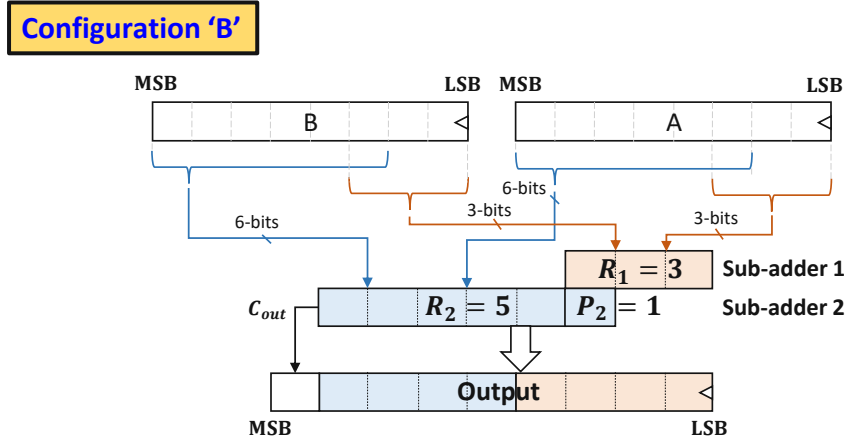 Configuration ‘B’
MSB LSB MSB LSB
B A
6-bits
6-bits 3-bits 3-bits
R₁ = 3 Sub-adder 1
C_out R₂ = 5 P₂ = 1 Sub-adder 2
Output
MSB LSB